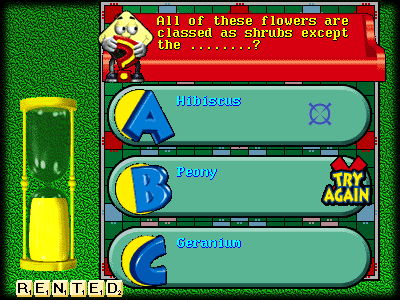 All of these flowers are
classed as shrubs except
the ........?
A
Hibiscus
B
Peony
TRY
AGAIN
C
Geranium
RENTED